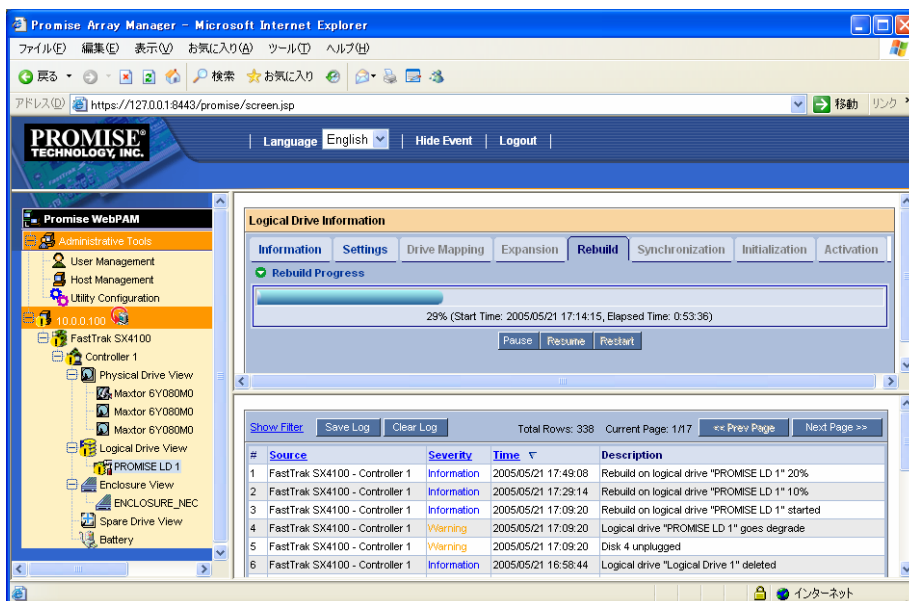 Promise Array Manager - Microsoft Internet Explorer
ファイル(F) 編集(E) 表示(V) お気に入り(A) ツール(T) ヘルプ(H)
戻る 検索 お気に入り
アドレス(D) https://127.0.0.1:8443/promise/screen.jsp 移動 リンク »
PROMISE®
TECHNOLOGY, INC.
| Language English | Hide Event | Logout |
Promise WebPAM
Administrative Tools
User Management
Host Management
Utility Configuration
10.0.0.100
FastTrak SX4100
Controller 1
Physical Drive View
Maxtor 6Y080M0
Maxtor 6Y080M0
Maxtor 6Y080M0
Logical Drive View
PROMISE LD 1
Enclosure View
ENCLOSURE_NEC
Spare Drive View
Battery
Logical Drive Information
Information Settings Drive Mapping Expansion Rebuild Synchronization Initialization Activation
Rebuild Progress
29% (Start Time: 2005/05/21 17:14:15, Elapsed Time: 0:53:36)
Pause Resume Restart
Show Filter Save Log Clear Log Total Rows: 338 Current Page: 1/17 << Prev Page Next Page >>
# Source Severity Time Description
1 FastTrak SX4100 - Controller 1 Information 2005/05/21 17:49:08 Rebuild on logical drive "PROMISE LD 1" 20%
2 FastTrak SX4100 - Controller 1 Information 2005/05/21 17:29:14 Rebuild on logical drive "PROMISE LD 1" 10%
3 FastTrak SX4100 - Controller 1 Information 2005/05/21 17:09:20 Rebuild on logical drive "PROMISE LD 1" started
4 FastTrak SX4100 - Controller 1 Warning 2005/05/21 17:09:20 Logical drive "PROMISE LD 1" goes degrade
5 FastTrak SX4100 - Controller 1 Warning 2005/05/21 17:09:20 Disk 4 unplugged
6 FastTrak SX4100 - Controller 1 Information 2005/05/21 16:58:44 Logical drive "Logical Drive 1" deleted
インターネット